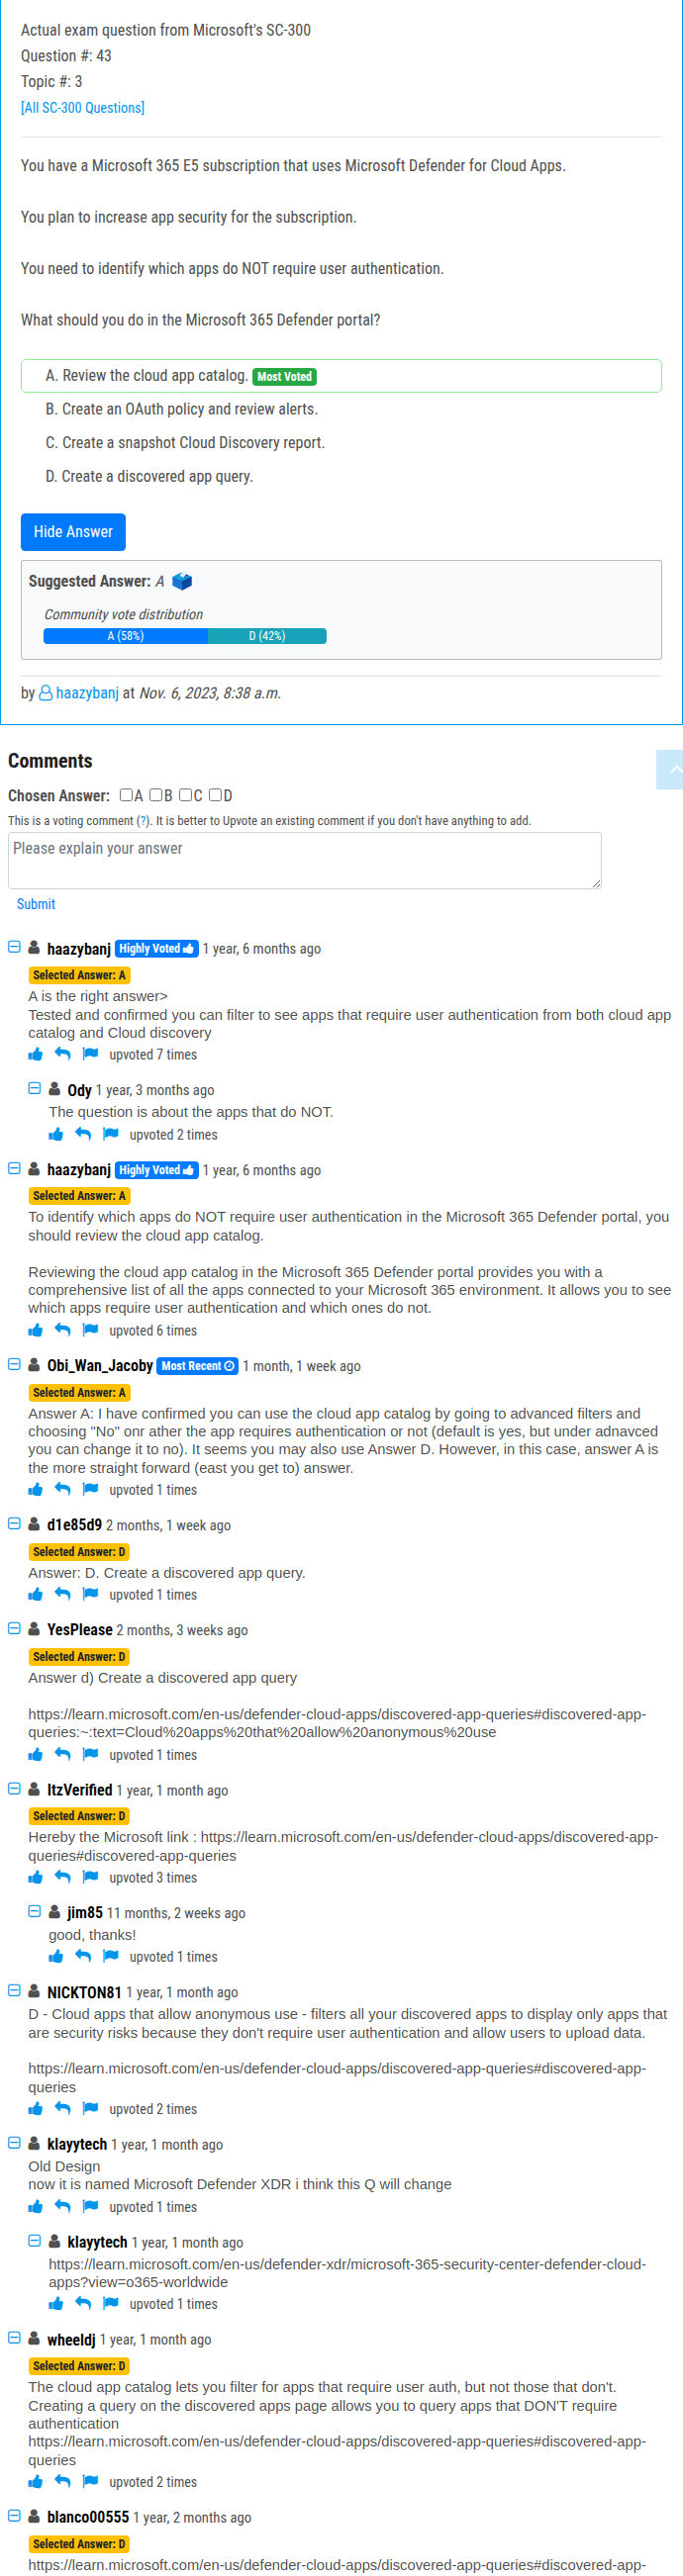 Actual exam question from Microsoft's SC-300
Question #: 43
Topic #: 3
[All SC-300 Questions]
You have a Microsoft 365 E5 subscription that uses Microsoft Defender for Cloud Apps.
You plan to increase app security for the subscription.
You need to identify which apps do NOT require user authentication.
What should you do in the Microsoft 365 Defender portal?
A. Review the cloud app catalog. Most Voted
B. Create an OAuth policy and review alerts.
C. Create a snapshot Cloud Discovery report.
D. Create a discovered app query.
Hide Answer
Suggested Answer: A
Community vote distribution
A (58%) D (42%)
by haazybanj at Nov. 6, 2023, 8:38 a.m.
Comments
Chosen Answer: A B C D
This is a voting comment (?). It is better to Upvote an existing comment if you don't have anything to add.
Please explain your answer
Submit
haazybanj Highly Voted 1 year, 6 months ago
Selected Answer: A
A is the right answer>
Tested and confirmed you can filter to see apps that require user authentication from both cloud app
catalog and Cloud discovery
upvoted 7 times
Ody 1 year, 3 months ago
The question is about the apps that do NOT.
upvoted 2 times
haazybanj Highly Voted 1 year, 6 months ago
Selected Answer: A
To identify which apps do NOT require user authentication in the Microsoft 365 Defender portal, you
should review the cloud app catalog.
Reviewing the cloud app catalog in the Microsoft 365 Defender portal provides you with a
comprehensive list of all the apps connected to your Microsoft 365 environment. It allows you to see
which apps require user authentication and which ones do not.
upvoted 6 times
Obi_Wan_Jacoby Most Recent 1 month, 1 week ago
Selected Answer: A
Answer A: I have confirmed you can use the cloud app catalog by going to advanced filters and
choosing "No" onr ather the app requires authentication or not (default is yes, but under adnavced
you can change it to no). It seems you may also use Answer D. However, in this case, answer A is
the more straight forward (east you get to) answer.
upvoted 1 times
d1e85d9 2 months, 1 week ago
Selected Answer: D
Answer: D. Create a discovered app query.
upvoted 1 times
YesPlease 2 months, 3 weeks ago
Selected Answer: D
Answer d) Create a discovered app query
https://learn.microsoft.com/en-us/defender-cloud-apps/discovered-app-queries#discovered-app-
queries:~:text=Cloud%20apps%20that%20allow%20anonymous%20use
upvoted 1 times
ItzVerified 1 year, 1 month ago
Selected Answer: D
Hereby the Microsoft link : https://learn.microsoft.com/en-us/defender-cloud-apps/discovered-app-
queries#discovered-app-queries
upvoted 3 times
jim85 11 months, 2 weeks ago
good, thanks!
upvoted 1 times
NICKTON81 1 year, 1 month ago
D - Cloud apps that allow anonymous use - filters all your discovered apps to display only apps that
are security risks because they don't require user authentication and allow users to upload data.
https://learn.microsoft.com/en-us/defender-cloud-apps/discovered-app-queries#discovered-app-
queries
upvoted 2 times
klayytech 1 year, 1 month ago
Old Design
now it is named Microsoft Defender XDR i think this Q will change
upvoted 1 times
klayytech 1 year, 1 month ago
https://learn.microsoft.com/en-us/defender-xdr/microsoft-365-security-center-defender-cloud-
apps?view=o365-worldwide
upvoted 1 times
wheeldj 1 year, 1 month ago
Selected Answer: D
The cloud app catalog lets you filter for apps that require user auth, but not those that don't.
Creating a query on the discovered apps page allows you to query apps that DON'T require
authentication
https://learn.microsoft.com/en-us/defender-cloud-apps/discovered-app-queries#discovered-app-
queries
upvoted 2 times
blanco00555 1 year, 2 months ago
Selected Answer: D
https://learn.microsoft.com/en-us/defender-cloud-apps/discovered-app-queries#discovered-app-